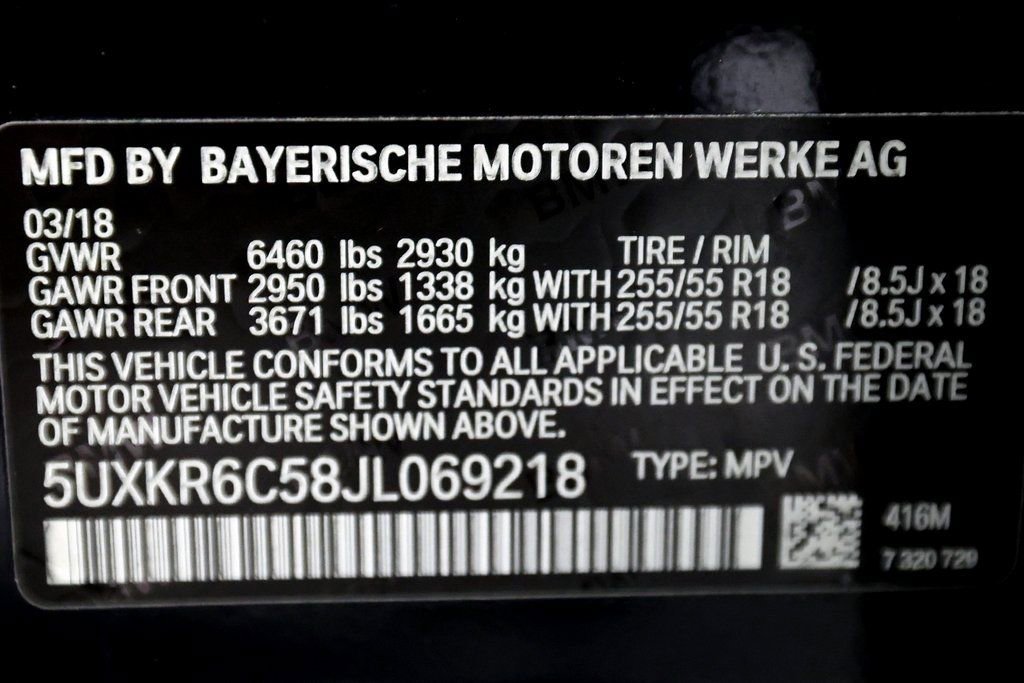 MFD BY BAYERISCHE MOTOREN WERKE AG
03/18
GVWR 6460 lbs 2930 kg TIRE / RIM
GAWR FRONT 2950 lbs 1338 kg WITH 255/55 R18 /8.5J x 18
GAWR REAR 3671 lbs 1665 kg WITH 255/55 R18 /8.5J x 18
THIS VEHICLE CONFORMS TO ALL APPLICABLE U. S. FEDERAL
MOTOR VEHICLE SAFETY STANDARDS IN EFFECT ON THE DATE
OF MANUFACTURE SHOWN ABOVE.
5UXKR6C58JL069218 TYPE: MPV
416M
7 320 729